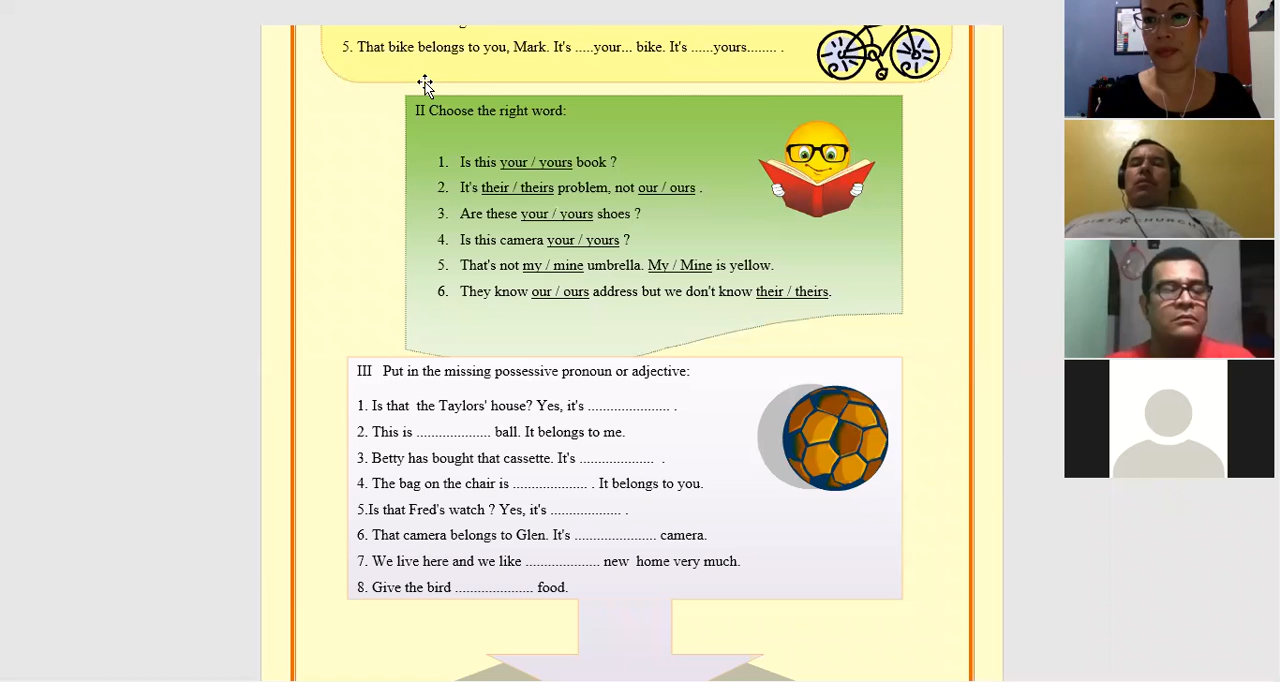 5. That bike belongs to you, Mark. It's .....your... bike. It's ......yours........ .
II Choose the right word:
1. Is this your / yours book ?
2. It's their / theirs problem, not our / ours .
3. Are these your / yours shoes ?
4. Is this camera your / yours ?
5. That's not my / mine umbrella. My / Mine is yellow.
6. They know our / ours address but we don't know their / theirs.
III Put in the missing possessive pronoun or adjective:
1. Is that the Taylors' house? Yes, it's ...................... .
2. This is .................... ball. It belongs to me.
3. Betty has bought that cassette. It's .................... .
4. The bag on the chair is .................... . It belongs to you.
5.Is that Fred's watch ? Yes, it's ................... .
6. That camera belongs to Glen. It's ...................... camera.
7. We live here and we like .................... new home very much.
8. Give the bird ..................... food.